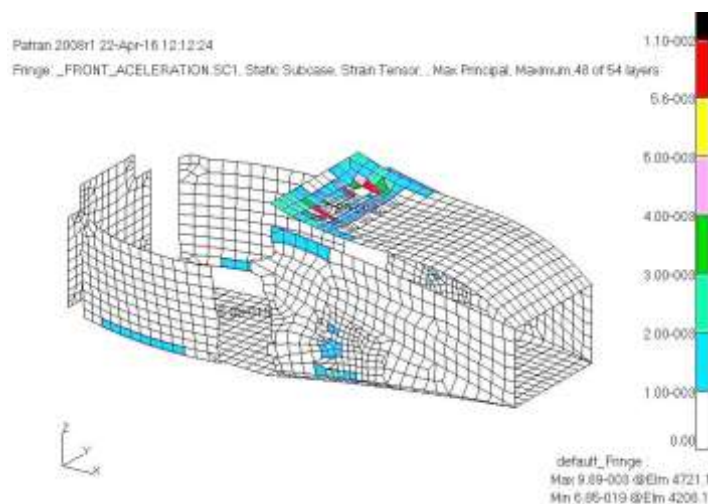 Patran 2008r1 22-Apr-16 12:12:24
Fringe: _FRONT_ACELERATION.SC1, Static Subcase, Strain Tensor, , Max Principal, Maximum,48 of 54 layers
1.10-002
5.6-003
5.00-003
4.00-003
3.00-003
2.00-003
1.00-003
0.00
Z
Y
X
default_Fringe :
Max 9.89-003 @Elm 4721.1
Min 6.85-019 @Elm 4206.1